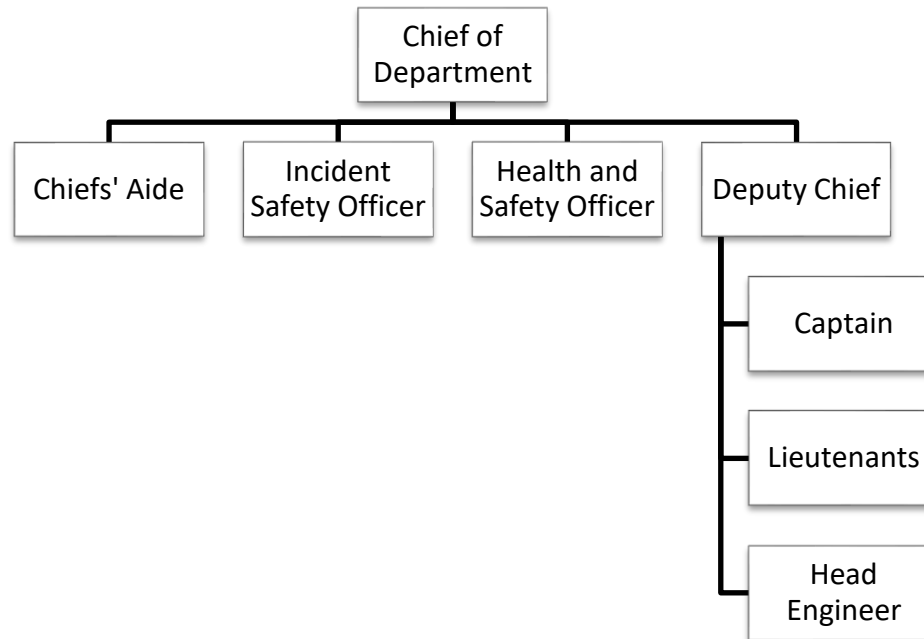 Chief of
Department
Chiefs' Aide
Incident
Safety Officer
Health and
Safety Officer
Deputy Chief
Captain
Lieutenants
Head
Engineer